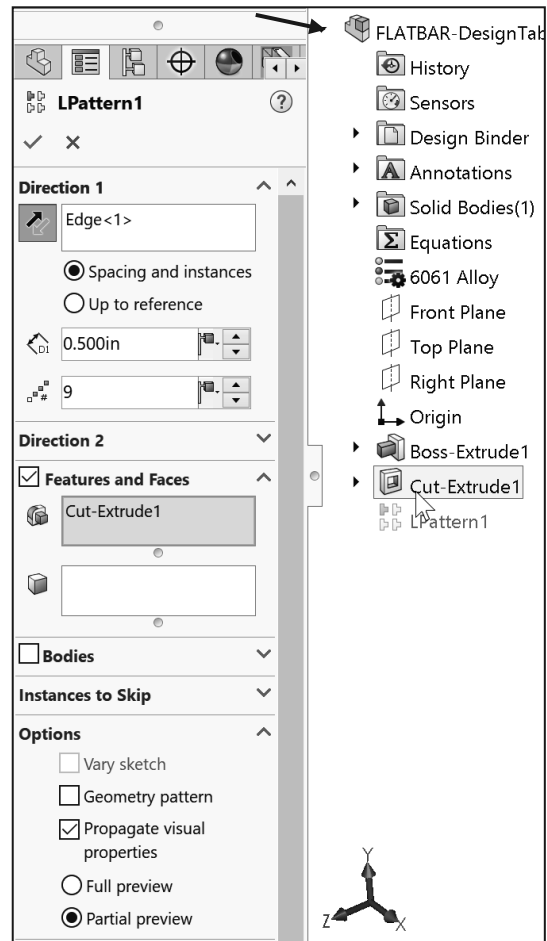 LPattern1
?
Direction 1
Edge<1>
Spacing and instances
Up to reference
D1
0.500in
#
9
Direction 2
Features and Faces
Cut-Extrude1
Bodies
Instances to Skip
Options
Vary sketch
Geometry pattern
Propagate visual
properties
Full preview
Partial preview
FLATBAR-DesignTab
History
Sensors
Design Binder
A Annotations
Solid Bodies(1)
Σ Equations
6061 Alloy
Front Plane
Top Plane
Right Plane
Origin
Boss-Extrude1
Cut-Extrude1
LPattern1
Y
Z
X